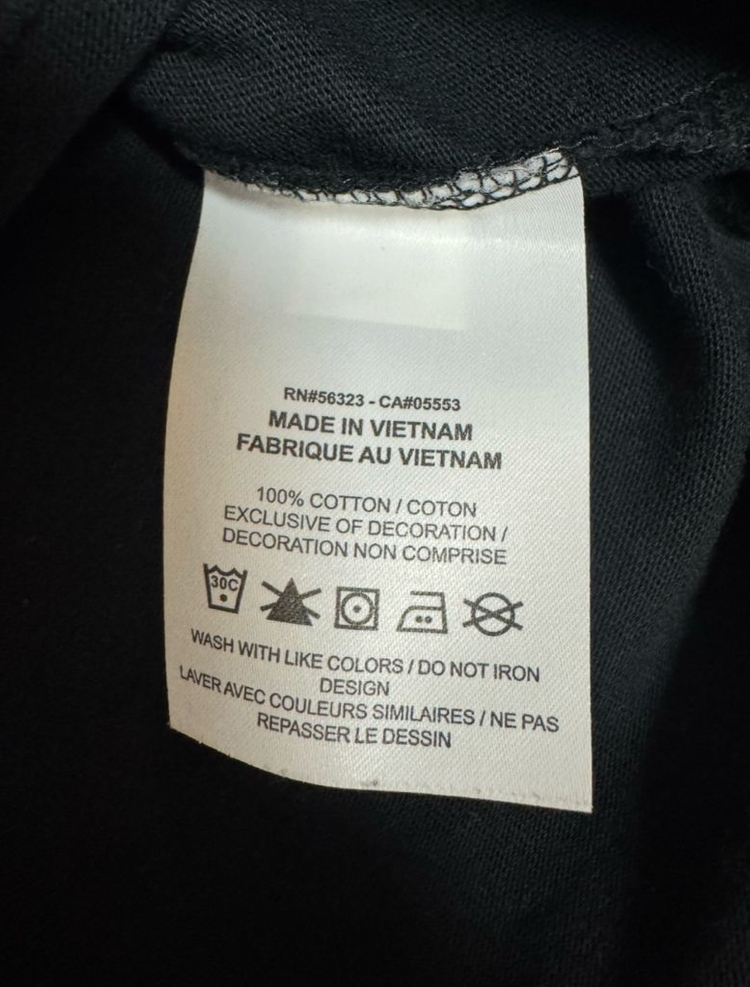 RN#56323 - CA#05553
MADE IN VIETNAM
FABRIQUE AU VIETNAM
100% COTTON / COTON
EXCLUSIVE OF DECORATION /
DECORATION NON COMPRISE
30C
WASH WITH LIKE COLORS / DO NOT IRON
DESIGN
LAVER AVEC COULEURS SIMILAIRES / NE PAS
REPASSER LE DESSIN